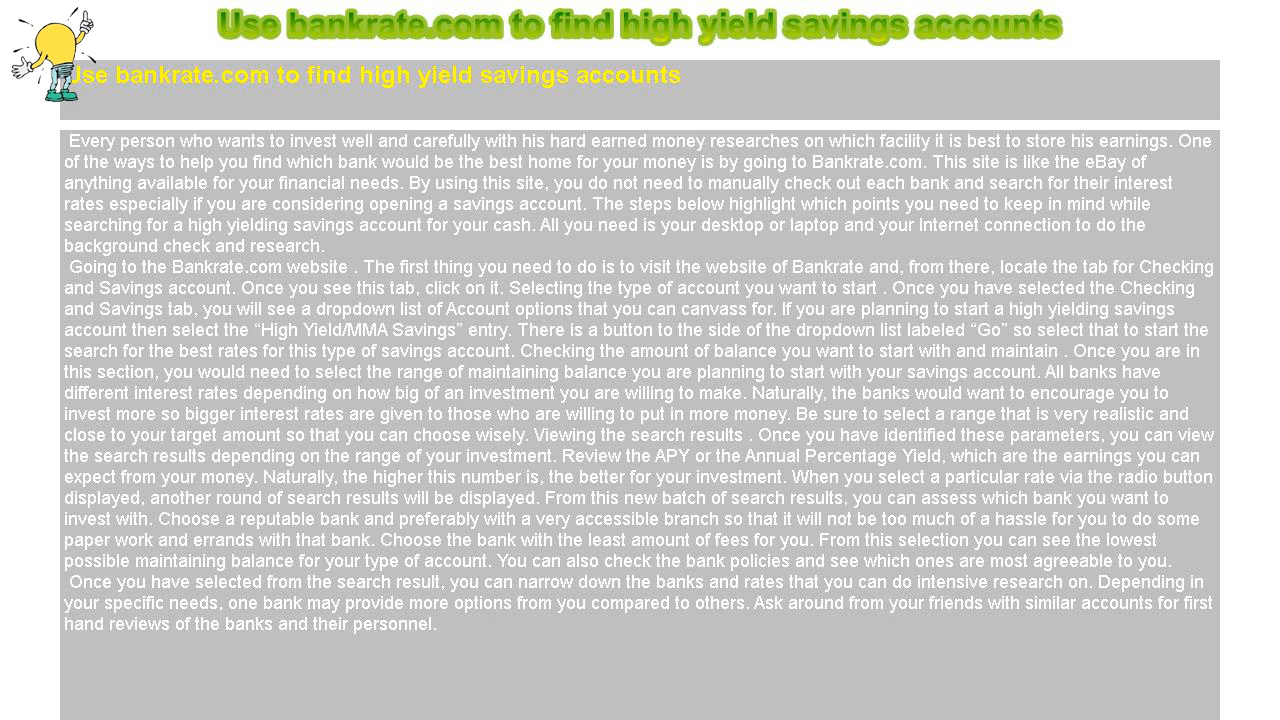 Use bankrate.com to find high yield savings accounts
Use bankrate.com to find high yield savings accounts
Every person who wants to invest well and carefully with his hard earned money researches on which facility it is best to store his earnings. One
of the ways to help you find which bank would be the best home for your money is by going to Bankrate.com. This site is like the eBay of
anything available for your financial needs. By using this site, you do not need to manually check out each bank and search for their interest
rates especially if you are considering opening a savings account. The steps below highlight which points you need to keep in mind while
searching for a high yielding savings account for your cash. All you need is your desktop or laptop and your Internet connection to do the
background check and research.
Going to the Bankrate.com website . The first thing you need to do is to visit the website of Bankrate and, from there, locate the tab for Checking
and Savings account. Once you see this tab, click on it. Selecting the type of account you want to start . Once you have selected the Checking
and Savings tab, you will see a dropdown list of Account options that you can canvass for. If you are planning to start a high yielding savings
account then select the “High Yield/MMA Savings” entry. There is a button to the side of the dropdown list labeled “Go” so select that to start the
search for the best rates for this type of savings account. Checking the amount of balance you want to start with and maintain . Once you are in
this section, you would need to select the range of maintaining balance you are planning to start with your savings account. All banks have
different interest rates depending on how big of an investment you are willing to make. Naturally, the banks would want to encourage you to
invest more so bigger interest rates are given to those who are willing to put in more money. Be sure to select a range that is very realistic and
close to your target amount so that you can choose wisely. Viewing the search results . Once you have identified these parameters, you can view
the search results depending on the range of your investment. Review the APY or the Annual Percentage Yield, which are the earnings you can
expect from your money. Naturally, the higher this number is, the better for your investment. When you select a particular rate via the radio button
displayed, another round of search results will be displayed. From this new batch of search results, you can assess which bank you want to
invest with. Choose a reputable bank and preferably with a very accessible branch so that it will not be too much of a hassle for you to do some
paper work and errands with that bank. Choose the bank with the least amount of fees for you. From this selection you can see the lowest
possible maintaining balance for your type of account. You can also check the bank policies and see which ones are most agreeable to you.
Once you have selected from the search result, you can narrow down the banks and rates that you can do intensive research on. Depending in
your specific needs, one bank may provide more options from you compared to others. Ask around from your friends with similar accounts for first
hand reviews of the banks and their personnel.